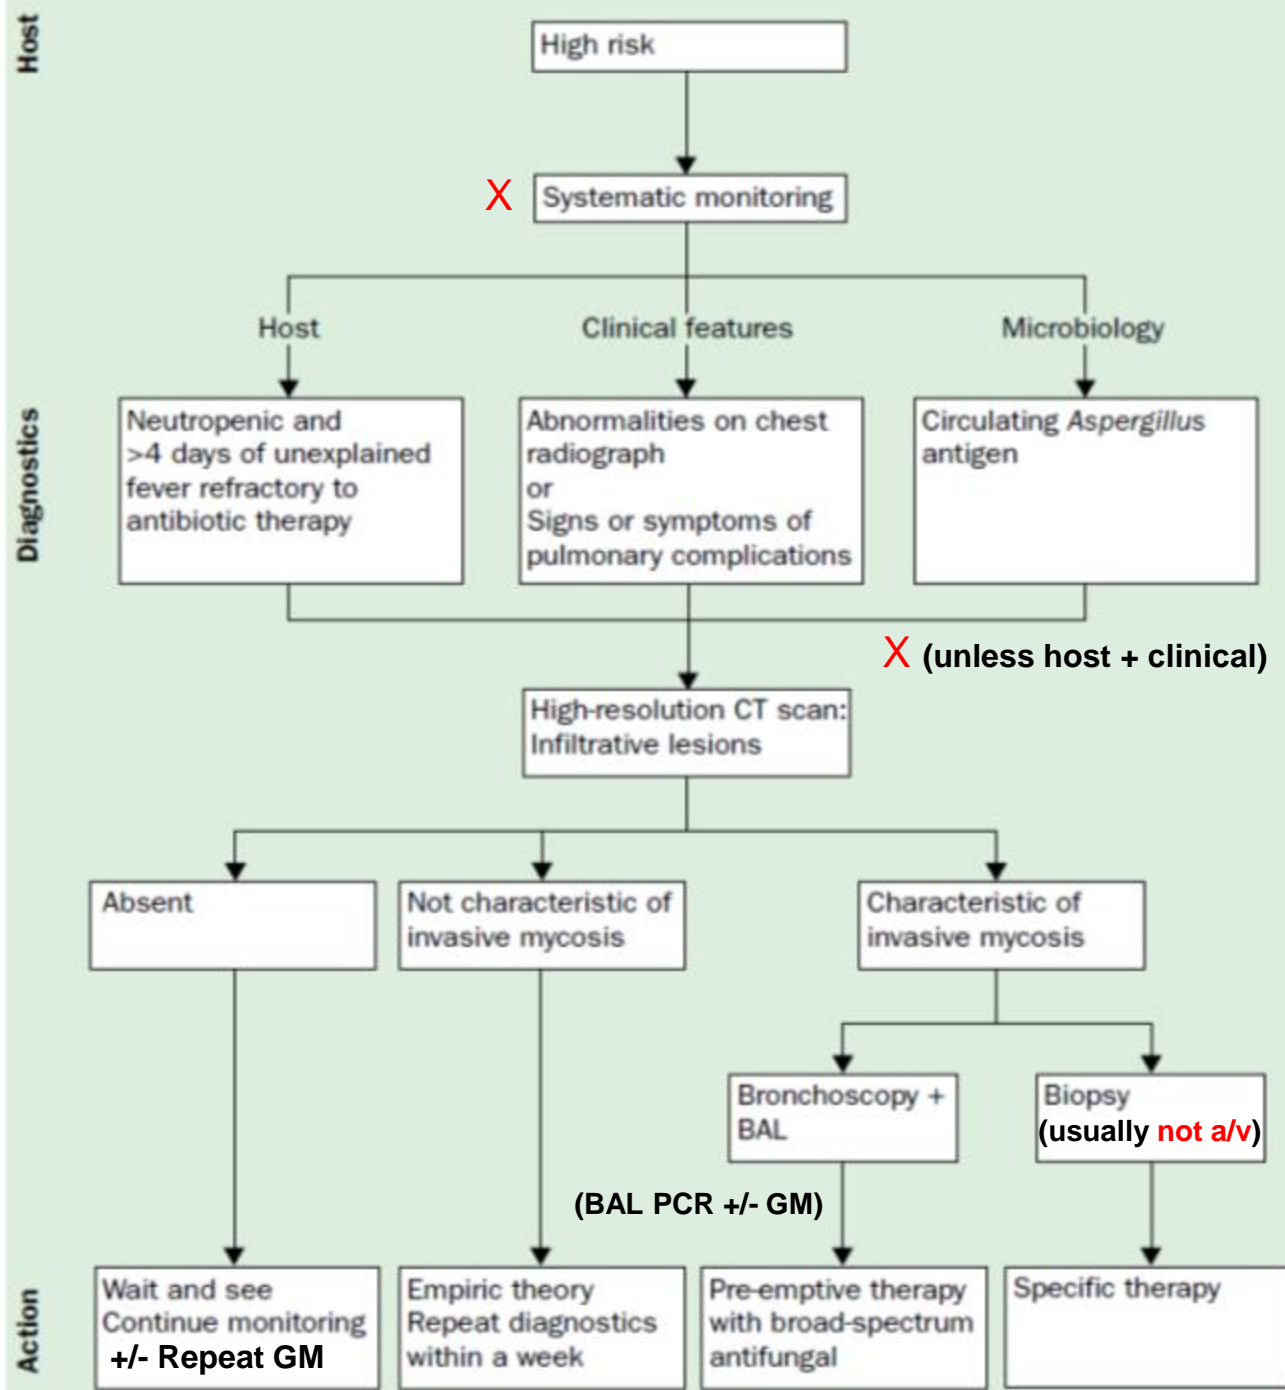 Host
High risk
X
Systematic monitoring
Host
Clinical features
Microbiology
Diagnostics
Neutropenic and
>4 days of unexplained
fever refractory to
antibiotic therapy
Abnormalities on chest
radiograph
or
Signs or symptoms of
pulmonary complications
Circulating Aspergillus
antigen
X (unless host + clinical)
High-resolution CT scan:
Infiltrative lesions
Absent
Not characteristic of
invasive mycosis
Characteristic of
invasive mycosis
Bronchoscopy +
BAL
Biopsy
(usually not a/v)
(BAL PCR +/- GM)
Action
Wait and see
Continue monitoring
+/- Repeat GM
Empiric theory
Repeat diagnostics
within a week
Pre-emptive therapy
with broad-spectrum
antifungal
Specific therapy